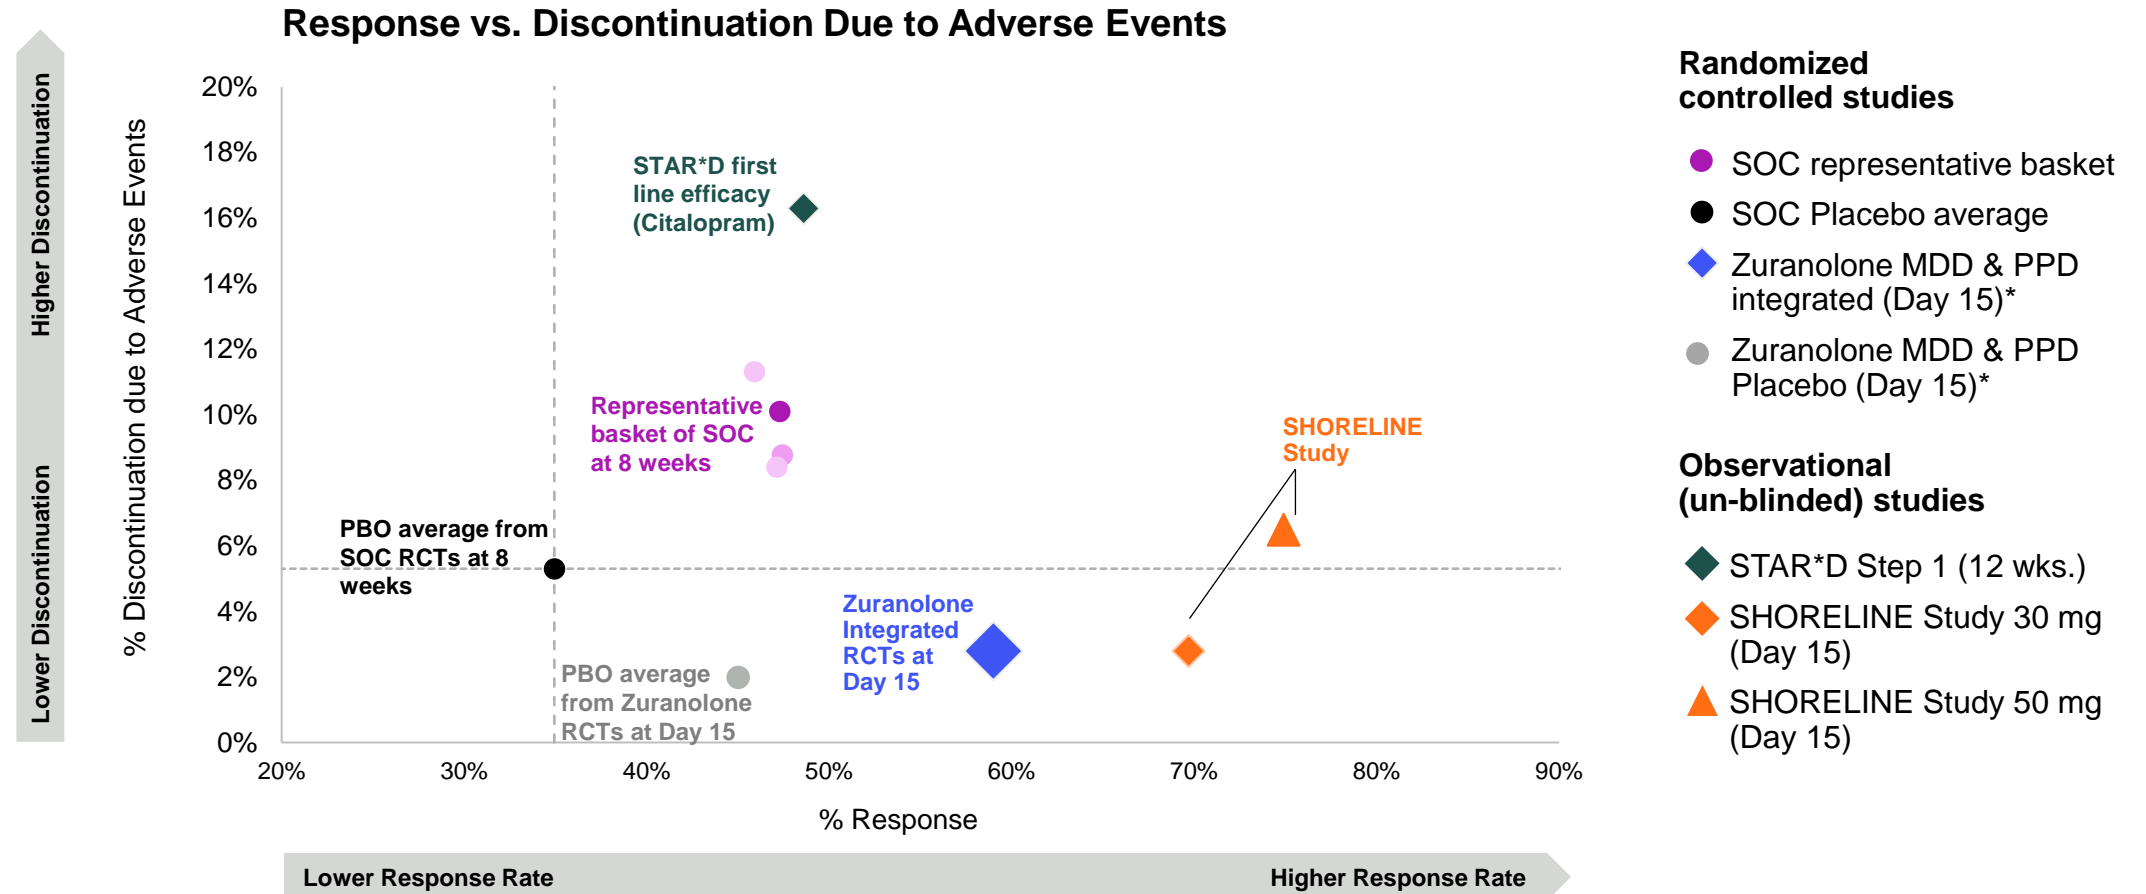 Response vs. Discontinuation Due to Adverse Events
Higher Discontinuation
Lower Discontinuation
% Discontinuation due to Adverse Events
20%
18%
16%
14%
12%
10%
8%
6%
4%
2%
0%
STAR*D first
line efficacy
(Citalopram)
Representative
basket of SOC
at 8 weeks
SHORELINE
Study
PBO average from
SOC RCTs at 8
weeks
Zuranolone
Integrated
RCTs at
Day 15
PBO average
from Zuranolone
RCTs at Day 15
20%
30%
40%
50%
60%
70%
80%
90%
% Response
Lower Response Rate
Higher Response Rate
Randomized
controlled studies
SOC representative basket
SOC Placebo average
Zuranolone MDD & PPD
integrated (Day 15)*
Zuranolone MDD & PPD
Placebo (Day 15)*
Observational
(un-blinded) studies
STAR*D Step 1 (12 wks.)
SHORELINE Study 30 mg
(Day 15)
SHORELINE Study 50 mg
(Day 15)